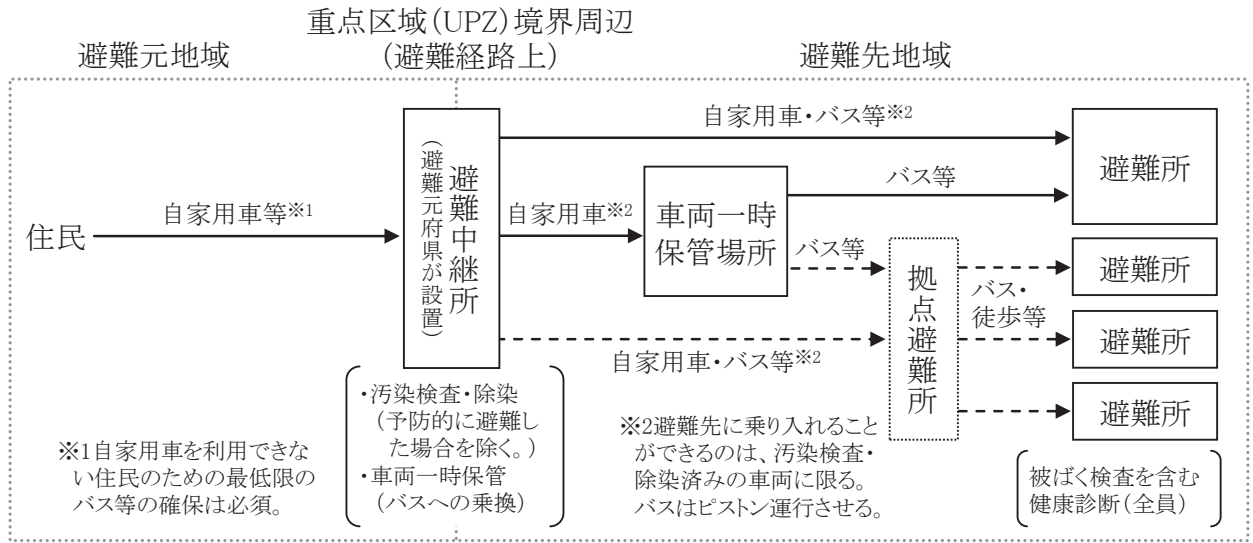 重点区域(UPZ)境界周辺
(避難経路上)
避難元地域
避難先地域
住民
自家用車等※1
避難中継所
(避難元府県が設置)
自家用車・バス等※2
自家用車※2
車両一時
保管場所
バス等
バス等
自家用車・バス等※2
拠点避難所
バス・
徒歩等
避難所
避難所
避難所
避難所
※1自家用車を利用できな
い住民のための最低限の
バス等の確保は必須。
・汚染検査・除染
(予防的に避難し
た場合を除く。)
・車両一時保管
(バスへの乗換)
※2避難先に乗り入れること
ができるのは、汚染検査・
除染済みの車両に限る。
バスはピストン運行させる。
被ばく検査を含む
健康診断(全員)